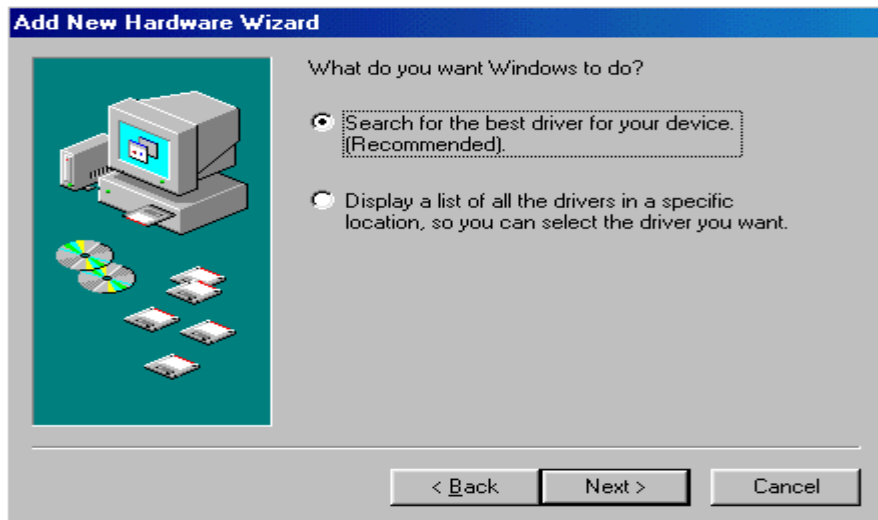 Add New Hardware Wizard
What do you want Windows to do?
Search for the best driver for your device.
(Recommended).
Display a list of all the drivers in a specific
location, so you can select the driver you want.
< Back
Next >
Cancel